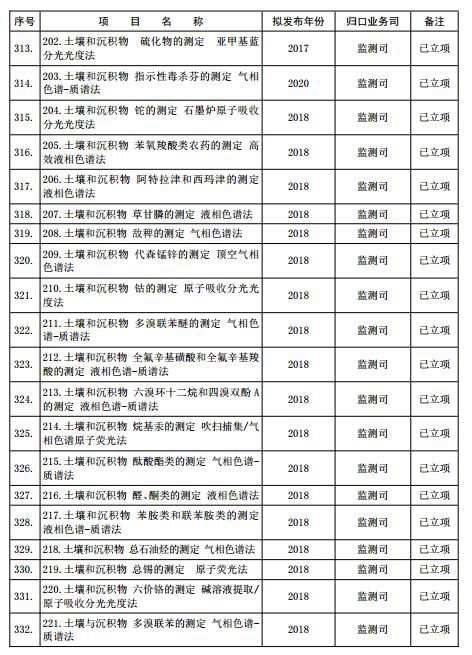 序号 项 目 名 称 拟发布年份 归口业务司 备注
313. 202.土壤和沉积物 硫化物的测定 亚甲基蓝 2017 监测司 已立项
分光光度法
314. 203.土壤和沉积物 指示性毒杀芬的测定 气相 2020 监测司 已立项
色谱-质谱法
315. 204.土壤和沉积物 铊的测定 石墨炉原子吸收 2018 监测司 已立项
分光光度法
316. 205.土壤和沉积物 苯氧羧酸类农药的测定 高 2018 监测司 已立项
效液相色谱法
317. 206.土壤和沉积物 阿特拉津和西玛津的测定 2018 监测司 已立项
液相色谱法
318. 207.土壤和沉积物 草甘膦的测定 液相色谱法 2018 监测司 已立项
319. 208.土壤和沉积物 敌稗的测定 气相色谱法 2018 监测司 已立项
320. 209.土壤和沉积物 代森锰锌的测定 顶空气相 2018 监测司 已立项
色谱法
321. 210.土壤和沉积物 钴的测定 原子吸收分光光 2018 监测司 已立项
度法
322. 211.土壤和沉积物 多溴联苯醚的测定 气相色 2018 监测司 已立项
谱-质谱法
323. 212.土壤和沉积物 全氟辛基磺酸和全氟辛基羧 2018 监测司 已立项
酸的测定 液相色谱-质谱法
324. 213.土壤和沉积物 六溴环十二烷和四溴双酚 A 2018 监测司 已立项
的测定 液相色谱-质谱法
325. 214.土壤和沉积物 烷基汞的测定 吹扫捕集/气 2018 监测司 已立项
相色谱原子荧光法
326. 215.土壤和沉积物 酞酸酯类的测定 气相色谱- 2018 监测司 已立项
质谱法
327. 216.土壤和沉积物 醛、酮类的测定 液相色谱法 2018 监测司 已立项
328. 217.土壤和沉积物 苯胺类和联苯胺类的测定 2018 监测司 已立项
液相色谱-质谱法
329. 218.土壤和沉积物 总石油烃的测定 气相色谱法 2018 监测司 已立项
330. 219.土壤和沉积物 总锡的测定 原子荧光法 2018 监测司 已立项
331. 220.土壤和沉积物 六价铬的测定 碱溶液提取/ 2018 监测司 已立项
原子吸收分光光度法
332. 221.土壤与沉积物 多溴联苯的测定 气相色谱- 2018 监测司 已立项
质谱法